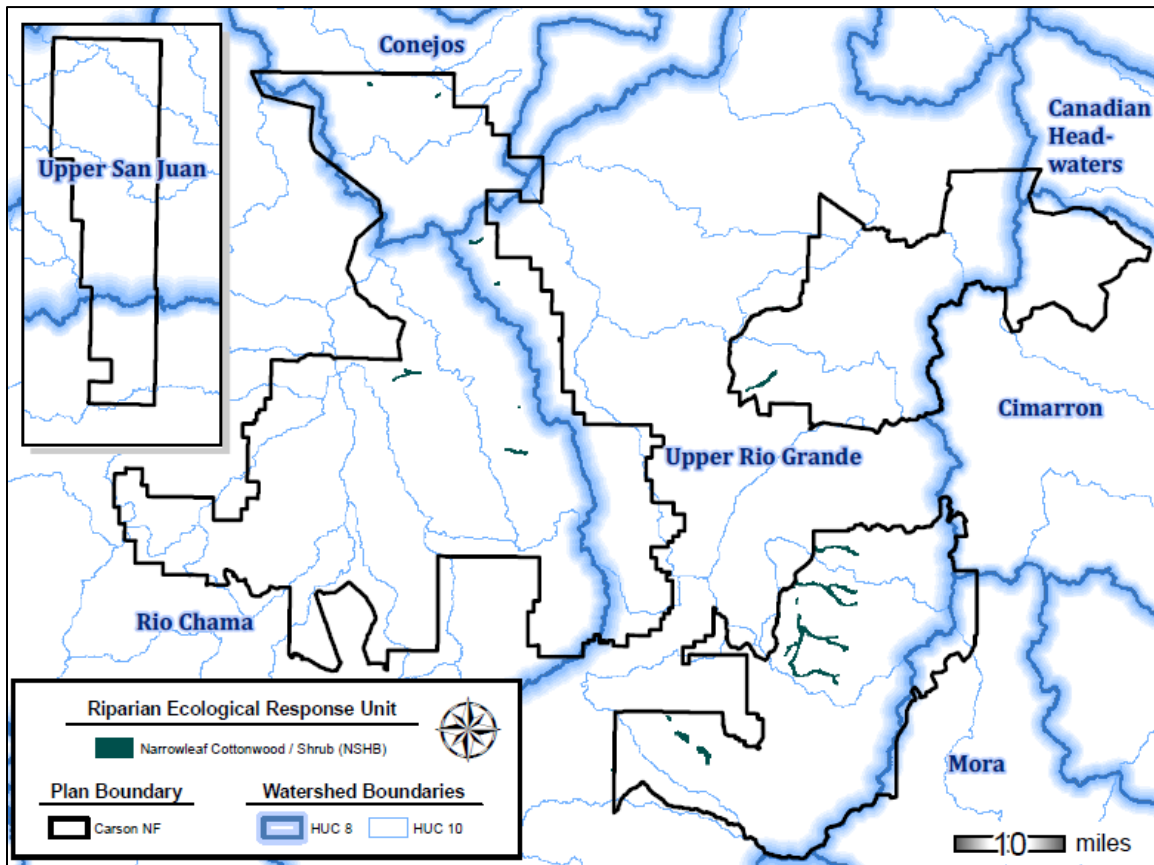 Conejos
Canadian
Head-
waters
Upper San Juan
Cimarron
Upper Rio Grande
Rio Chama
Mora
Riparian Ecological Response Unit
Narrowleaf Cottonwood / Shrub (NSHB)
Plan Boundary
Watershed Boundaries
Carson NF
HUC 8
HUC 10
10 miles